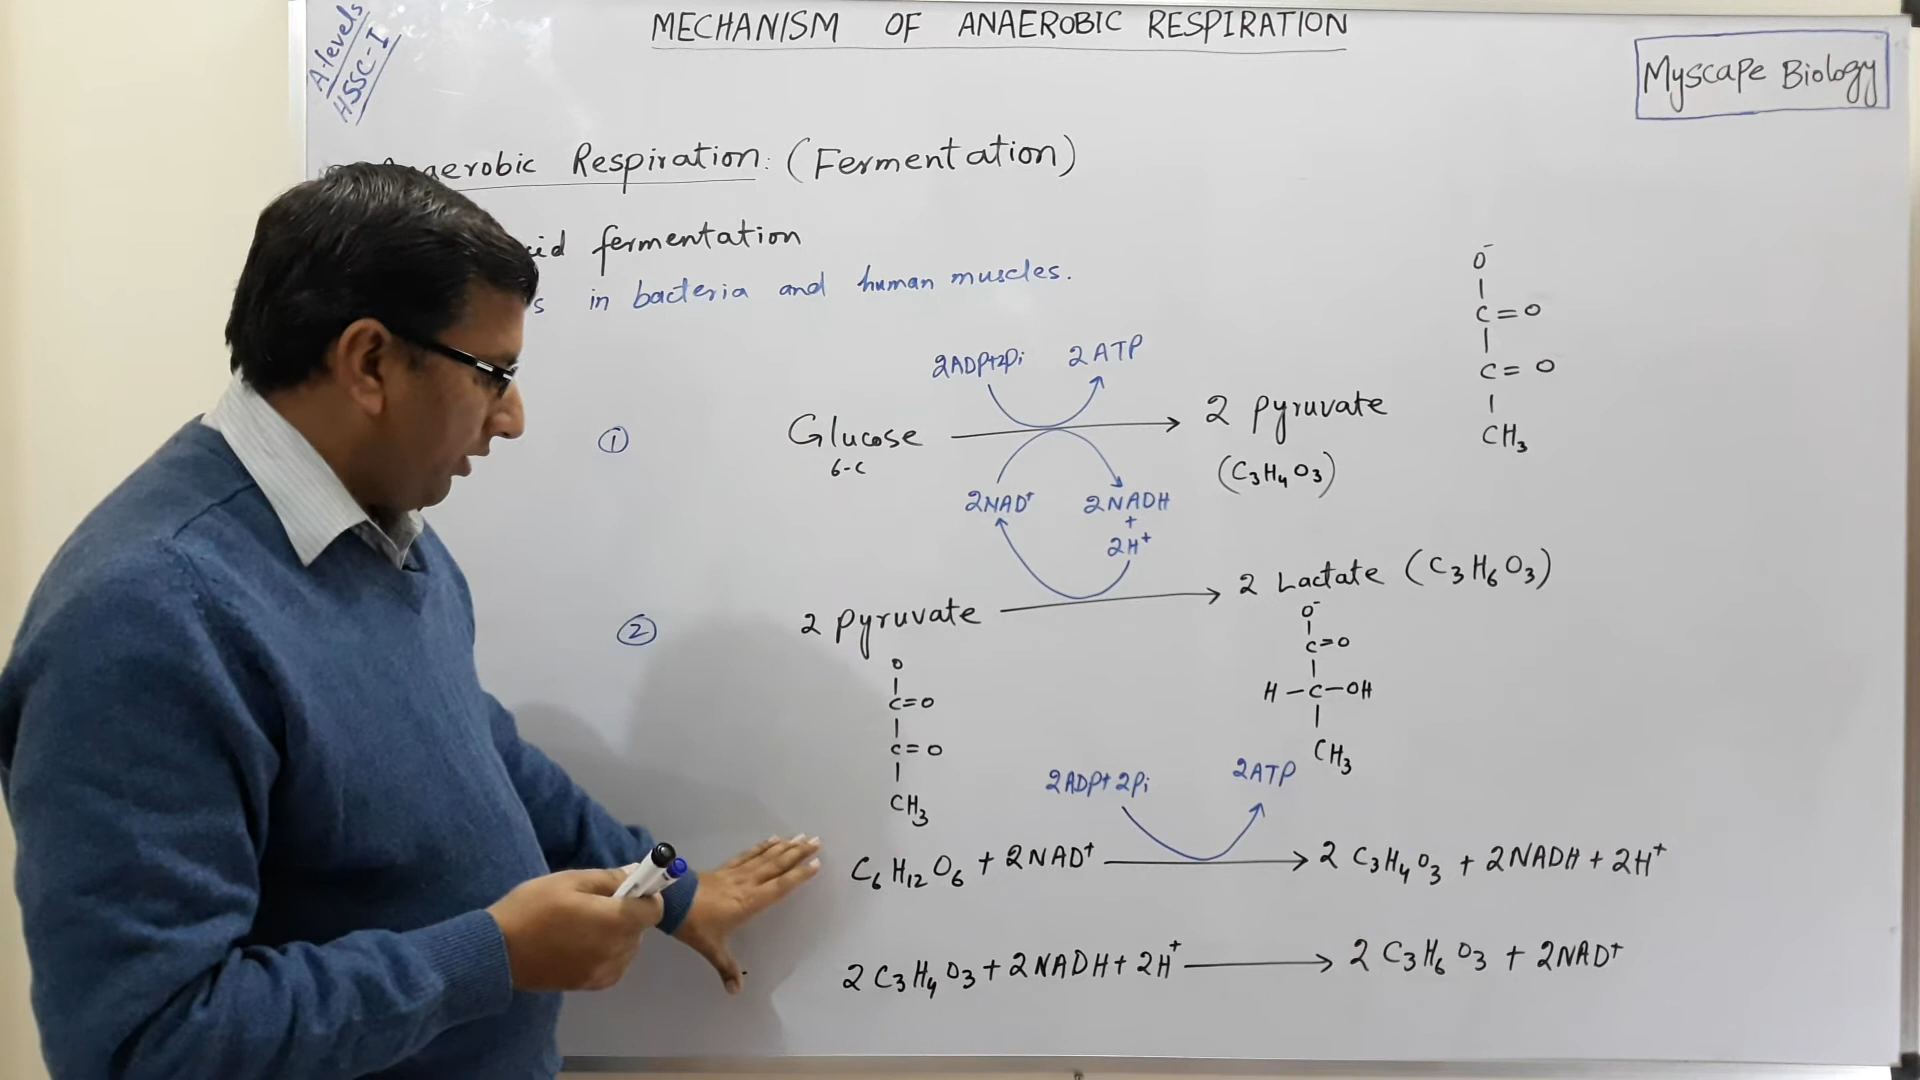 A-levels
HSSC-I
MECHANISM OF ANAEROBIC RESPIRATION
Myscape Biology
Respiration: (Fermentation)
fermentation
in bacteria and human muscles.
O⁻
C=O
C=O
CH₃
2ADP+2Pi 2ATP
① Glucose 2 Pyruvate
6-C
(C₃H₄O₃)
2NAD⁺ 2NADH
+
2H⁺
② 2 Pyruvate 2 Lactate (C₃H₆O₃)
O
C=O
C=O
CH₃
O⁻
C=O
H-C-OH
CH₃
2ADP+2Pi 2ATP
C₆H₁₂O₆ + 2NAD⁺ → 2 C₃H₄O₃ + 2NADH + 2H⁺
2 C₃H₄O₃ + 2NADH + 2H⁺ → 2 C₃H₆O₃ + 2NAD⁺